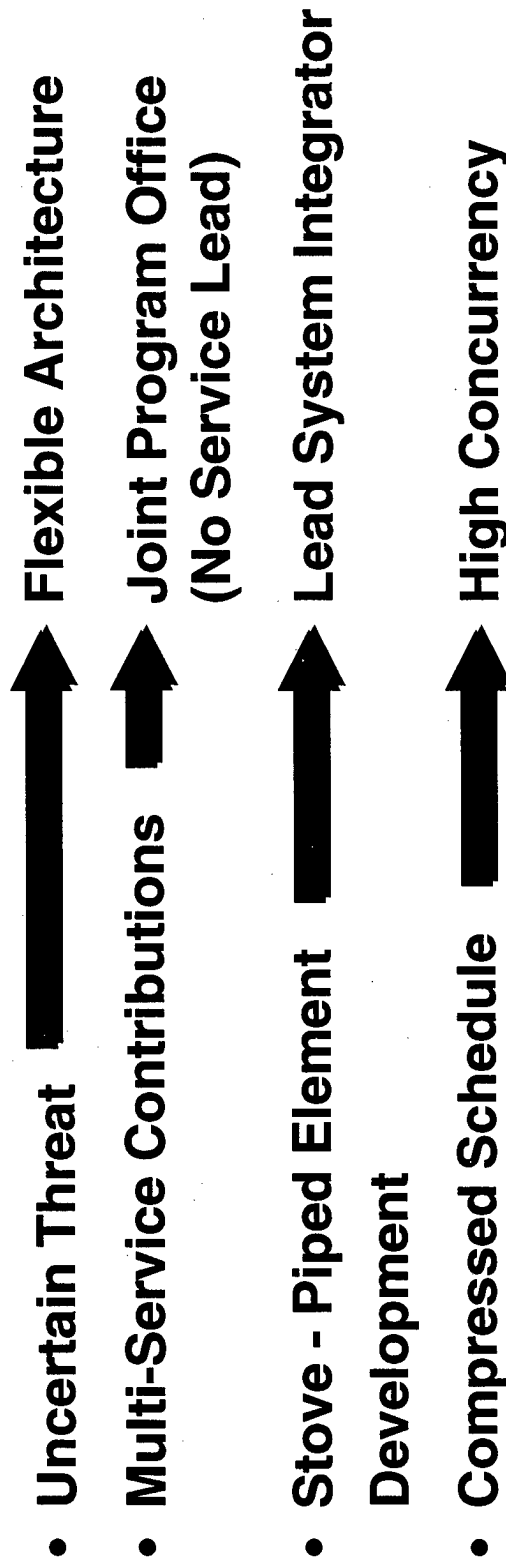 • Uncertain Threat Flexible Architecture
• Multi-Service Contributions Joint Program Office
(No Service Lead)
• Stove - Piped Element Lead System Integrator
Development
• Compressed Schedule High Concurrency